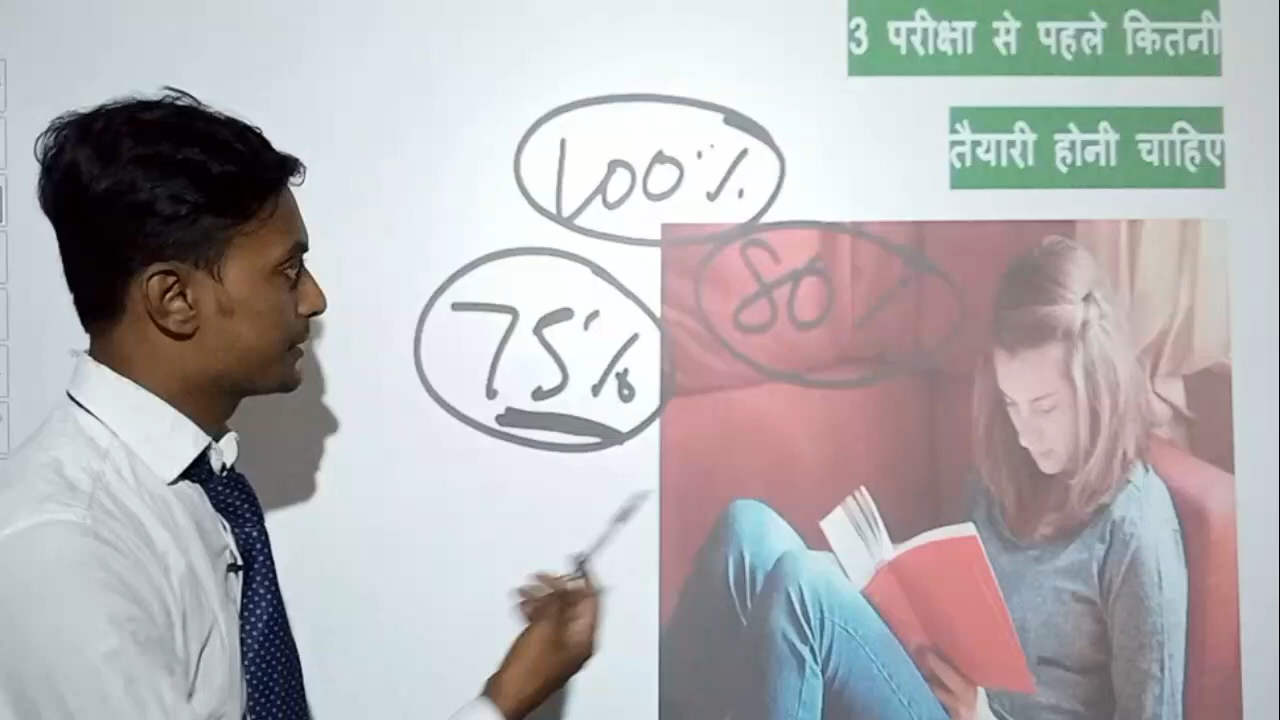 3 परीक्षा से पहले कितनी
तैयारी होनी चाहिए
100%
80%
75%